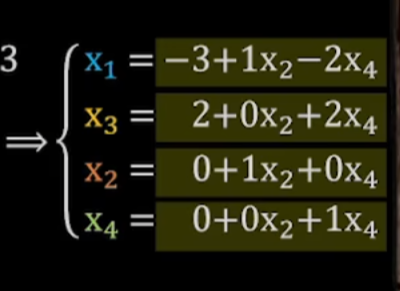 3
x₁ = −3+1x₂−2x₄
x₃ = 2+0x₂+2x₄
⇒
x₂ = 0+1x₂+0x₄
x₄ = 0+0x₂+1x₄